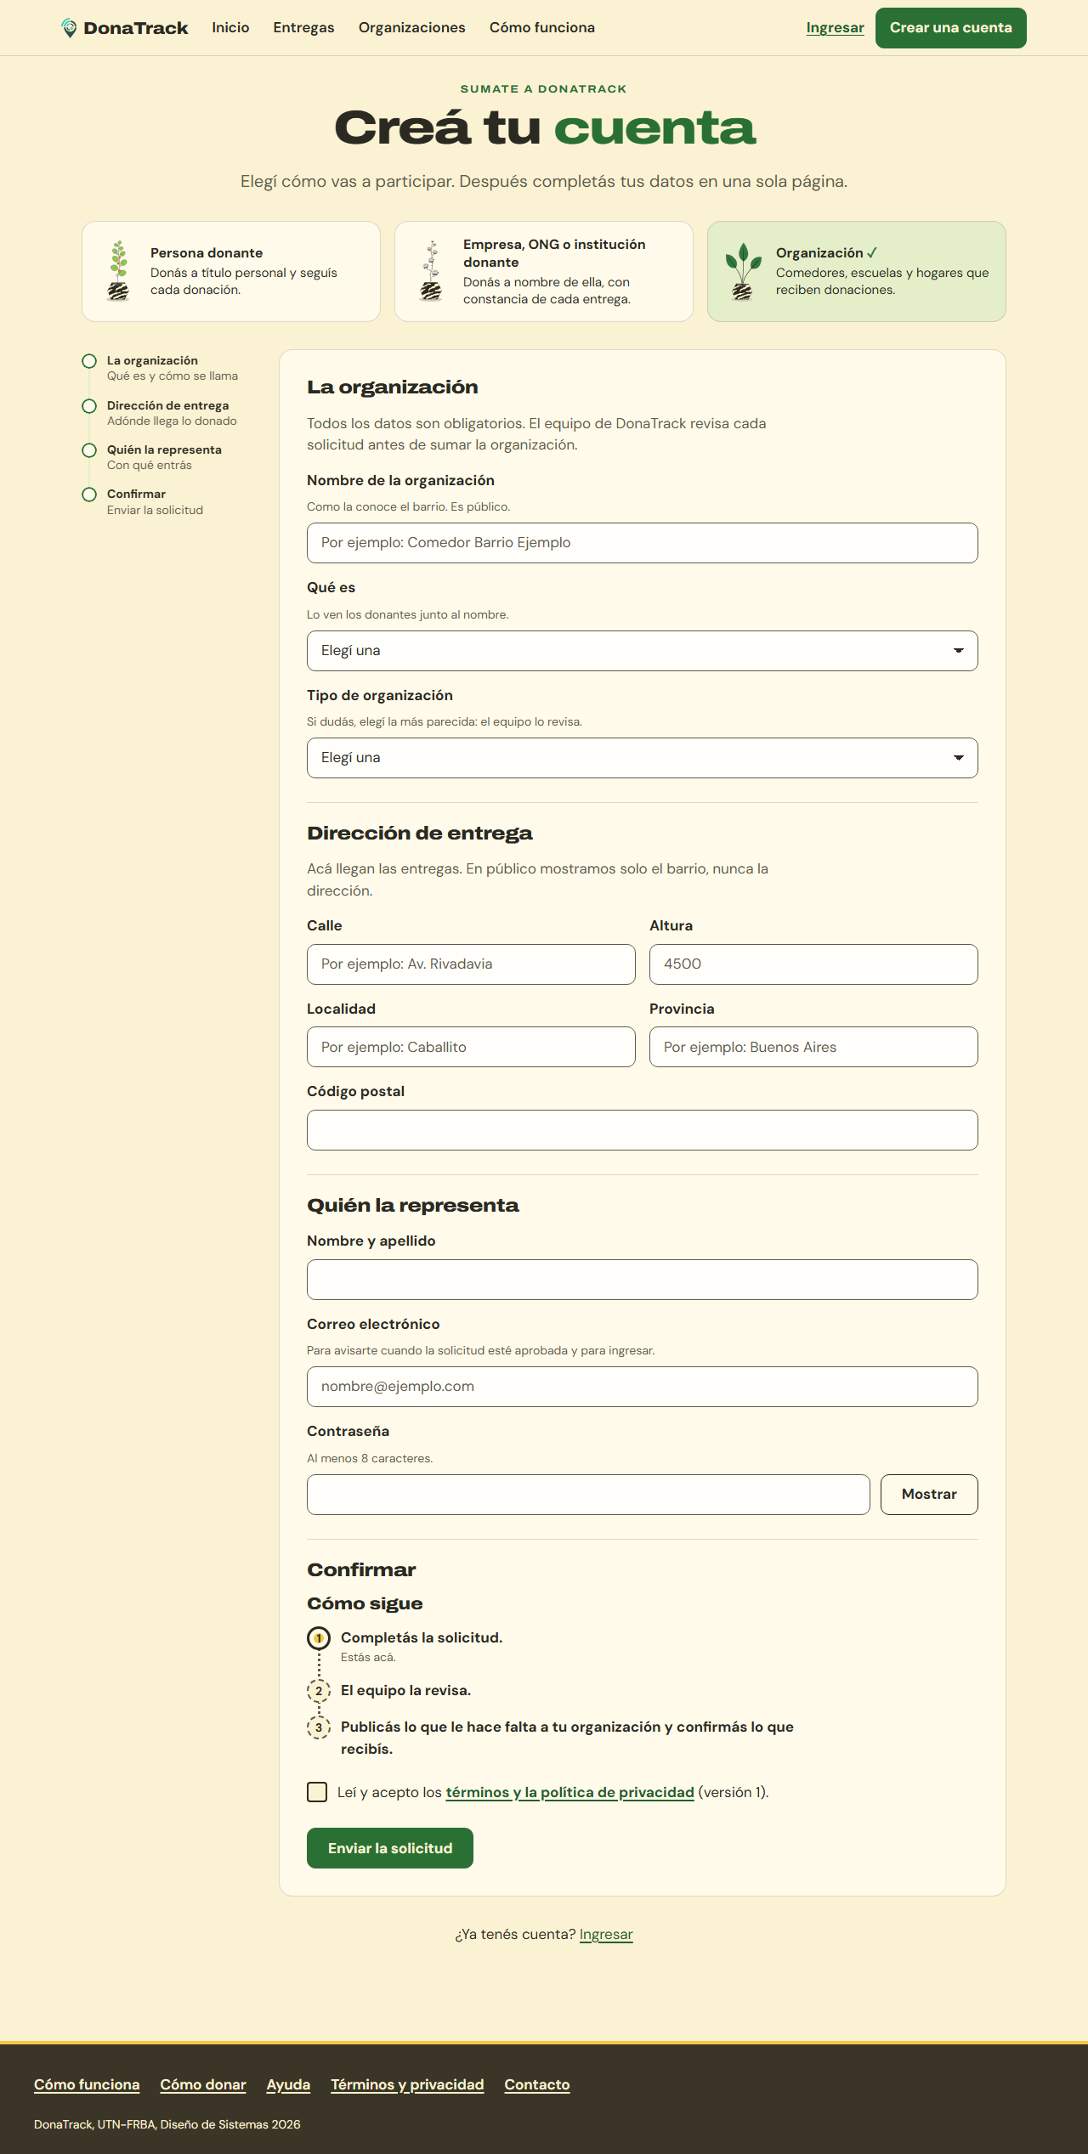 DonaTrack Inicio Entregas Organizaciones Cómo funciona Ingresar Crear una cuenta
SUMATE A DONATRACK
Creá tu cuenta
Elegí cómo vas a participar. Después completás tus datos en una sola página.
Persona donante
Donás a título personal y seguís
cada donación.
Empresa, ONG o institución
donante
Donás a nombre de ella, con
constancia de cada entrega.
Organización ✓
Comedores, escuelas y hogares que
reciben donaciones.
La organización
Qué es y cómo se llama
Dirección de entrega
Adónde llega lo donado
Quién la representa
Con qué entrás
Confirmar
Enviar la solicitud
La organización
Todos los datos son obligatorios. El equipo de DonaTrack revisa cada
solicitud antes de sumar la organización.
Nombre de la organización
Como la conoce el barrio. Es público.
Por ejemplo: Comedor Barrio Ejemplo
Qué es
Lo ven los donantes junto al nombre.
Elegí una
Tipo de organización
Si dudás, elegí la más parecida: el equipo lo revisa.
Elegí una
Dirección de entrega
Acá llegan las entregas. En público mostramos solo el barrio, nunca la
dirección.
Calle Altura
Por ejemplo: Av. Rivadavia 4500
Localidad Provincia
Por ejemplo: Caballito Por ejemplo: Buenos Aires
Código postal
Quién la representa
Nombre y apellido
Correo electrónico
Para avisarte cuando la solicitud esté aprobada y para ingresar.
nombre@ejemplo.com
Contraseña
Al menos 8 caracteres.
Mostrar
Confirmar
Cómo sigue
1 Completás la solicitud.
Estás acá.
2 El equipo la revisa.
3 Publicás lo que le hace falta a tu organización y confirmás lo que
recibís.
Leí y acepto los términos y la política de privacidad (versión 1).
Enviar la solicitud
¿Ya tenés cuenta? Ingresar
Cómo funciona Cómo donar Ayuda Términos y privacidad Contacto
DonaTrack, UTN-FRBA, Diseño de Sistemas 2026